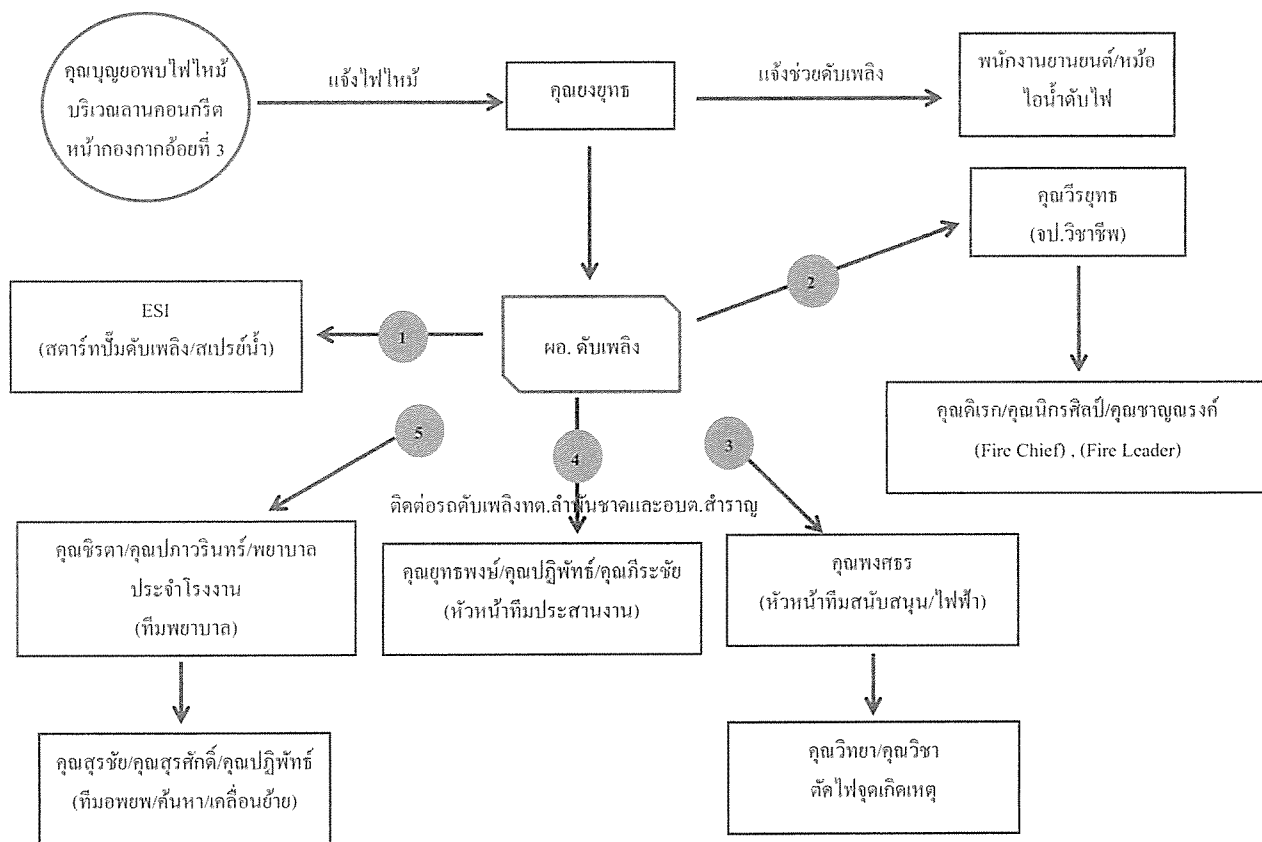 คุณบุญยอพบไฟไหม้
บริเวณลานคอนกรีต
หน้ากองกากอ้อยที่ 3
แจ้งไฟไหม้
คุณยงยุทธ
แจ้งช่วยดับเพลิง
พนักงานยานยนต์/หม้อ
ไอน้ำดับไฟ
คุณวีรยุทธ
(จป.วิชาชีพ)
2
ESI
(สตาร์ทปั๊มดับเพลิง/สเปรย์น้ำ)
1
ผอ. ดับเพลิง
คุณดิเรก/คุณนิกรศิลป์/คุณชาญณรงค์
(Fire Chief) , (Fire Leader)
5
4
3
ติดต่อรถดับเพลิงทต.ลำพันชาดและอบต.สำราญ
คุณชิรตา/คุณปภาวรินทร์/พยาบาล
ประจำโรงงาน
(ทีมพยาบาล)
คุณยุทธพงษ์/คุณปฏิพัทธ์/คุณภีระชัย
(หัวหน้าทีมประสานงาน)
คุณพงศธร
(หัวหน้าทีมสนับสนุน/ไฟฟ้า)
คุณสุรชัย/คุณสุรศักดิ์/คุณปฏิพัทธ์
(ทีมอพยพ/ค้นหา/เคลื่อนย้าย)
คุณวิทยา/คุณวิชา
ตัดไฟจุดเกิดเหตุ